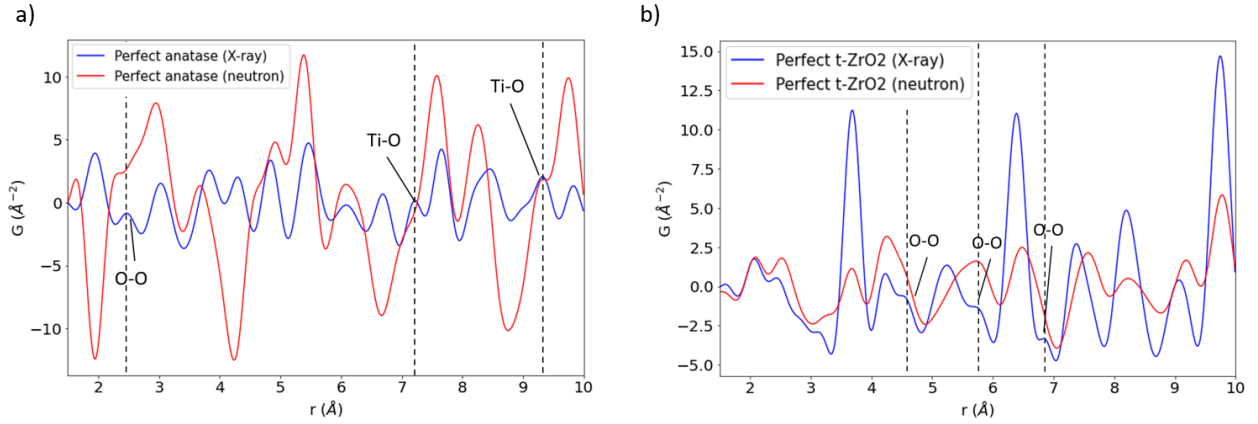 a)
Perfect anatase (X-ray)
Perfect anatase (neutron)
Ti-O
Ti-O
O-O
10
5
0
−5
−10
G (Å⁻²)
2 3 4 5 6 7 8 9 10
r (Å)
b)
Perfect t-ZrO2 (X-ray)
Perfect t-ZrO2 (neutron)
O-O
O-O
O-O
15.0
12.5
10.0
7.5
5.0
2.5
0.0
−2.5
−5.0
G (Å⁻²)
2 3 4 5 6 7 8 9 10
r (Å)